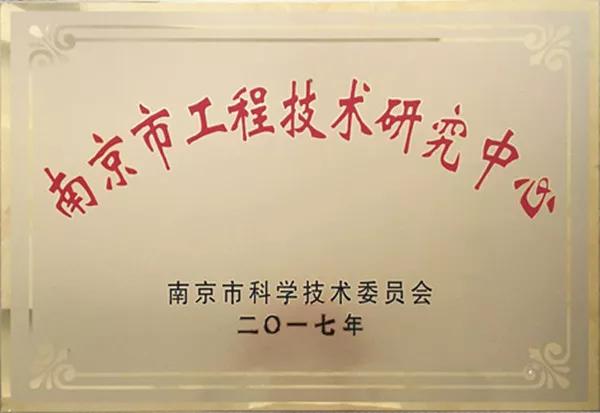 南京市工程技术研究中心
南京市科学技术委员会
二〇一七年